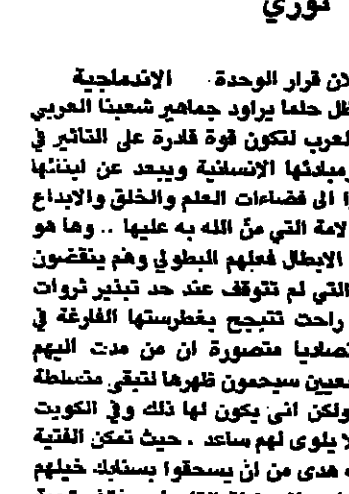 ثوري
لان قرار الوحدة الاندماجية
ظل حلما يراود جماهير شعبنا العربي
لعرب لتكون قوة قادرة على التاثير في
مبادئها الانسانية ويبعد عن ابنائها
ا الى فضاءات العلم والخلق والابداع
لامة التي منّ الله به عليها .. وها هو
الابطال فعلهم البطولي وهم ينقضون
التي لم تتوقف عند حد تبذير ثروات
راحت تتبجح بغطرستها الفارغة في
تصاديا متصورة ان من مدت اليهم
معيين سيحمون ظهرها لتبقى متسلطة
ولكن انى يكون لها ذلك وفي الكويت
لا يلوى لهم ساعد . حيث تمكن الفتية
هدى من ان يسحقوا بسنابك خيلهم